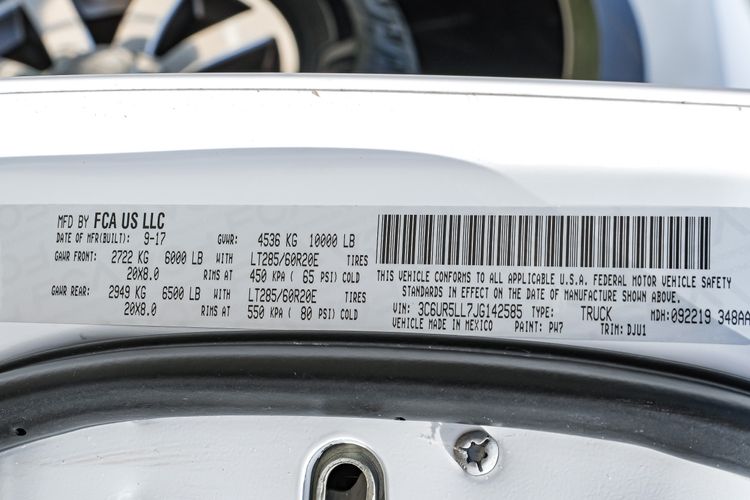 MFD BY FCA US LLC
DATE OF MFR(BUILT): 9-17 GVWR: 4536 KG 10000 LB
GAWR FRONT: 2722 KG 6000 LB WITH LT285/60R20E TIRES
20X8.0 RIMS AT 450 KPA ( 65 PSI) COLD
GAWR REAR: 2949 KG 6500 LB WITH LT285/60R20E TIRES
20X8.0 RIMS AT 550 KPA ( 80 PSI) COLD
THIS VEHICLE CONFORMS TO ALL APPLICABLE U.S.A. FEDERAL MOTOR VEHICLE SAFETY
STANDARDS IN EFFECT ON THE DATE OF MANUFACTURE SHOWN ABOVE.
VIN: 3C6UR5LL7JG142585 TYPE: TRUCK MDH:092219 348AA
VEHICLE MADE IN MEXICO PAINT: PW7 TRIM: DJU1